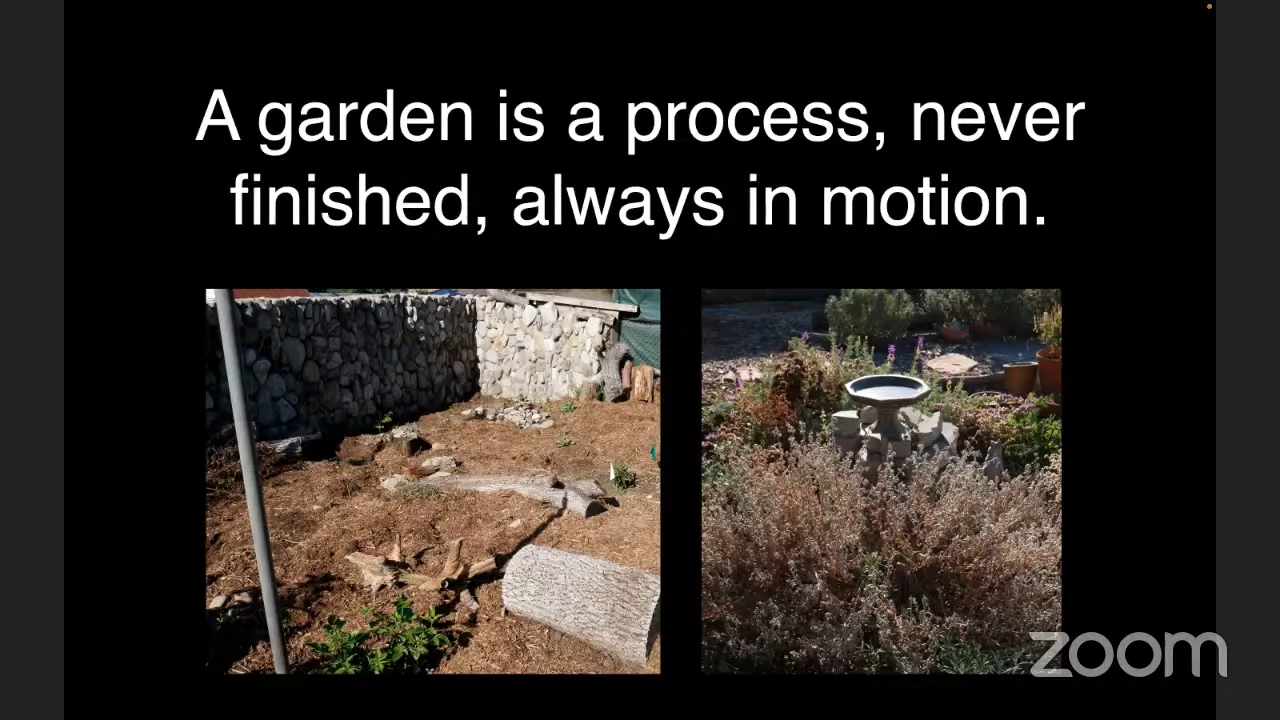 A garden is a process, never
finished, always in motion.
zoom